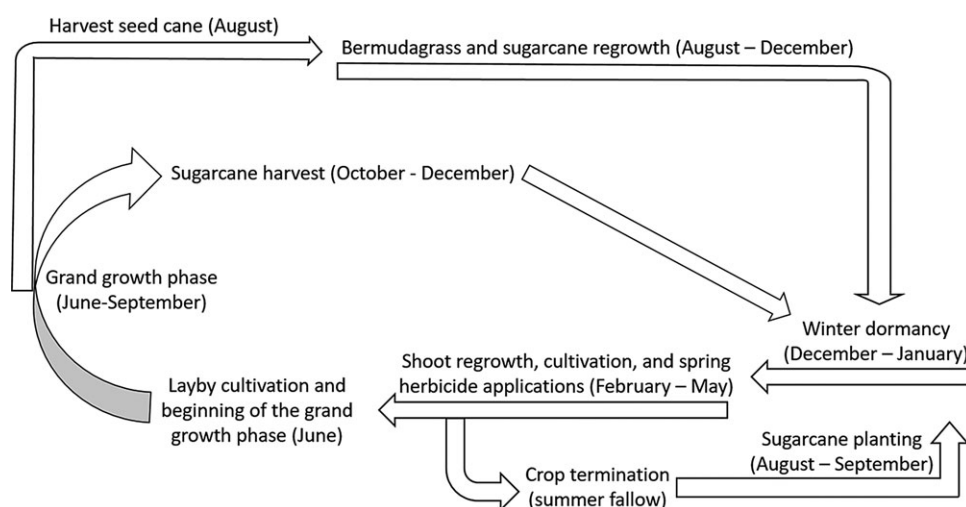 Harvest seed cane (August)
Bermudagrass and sugarcane regrowth (August – December)
Sugarcane harvest (October - December)
Grand growth phase
(June-September)
Winter dormancy
(December – January)
Shoot regrowth, cultivation, and spring
herbicide applications (February – May)
Layby cultivation and
beginning of the grand
growth phase (June)
Sugarcane planting
(August – September)
Crop termination
(summer fallow)